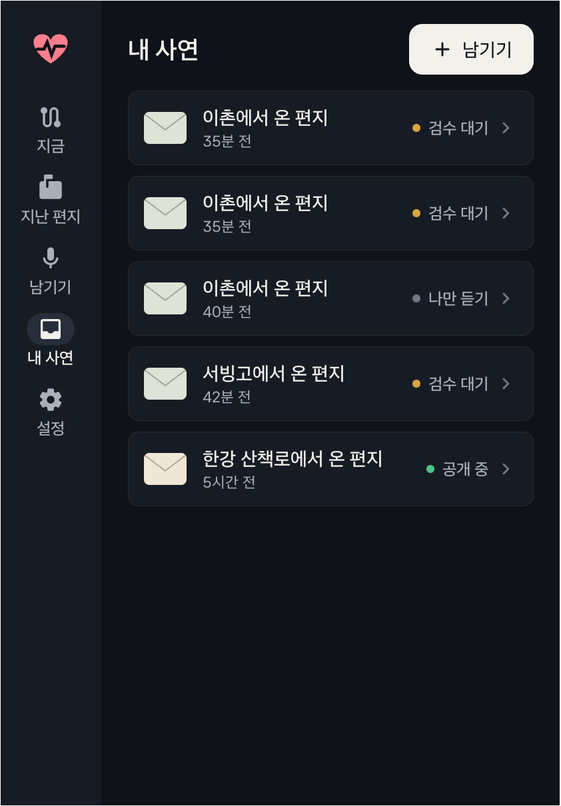 내 사연
남기기
지금
지난 편지
남기기
내 사연
설정
이촌에서 온 편지
35분 전
검수 대기
이촌에서 온 편지
35분 전
검수 대기
이촌에서 온 편지
40분 전
나만 듣기
서빙고에서 온 편지
42분 전
검수 대기
한강 산책로에서 온 편지
5시간 전
공개 중